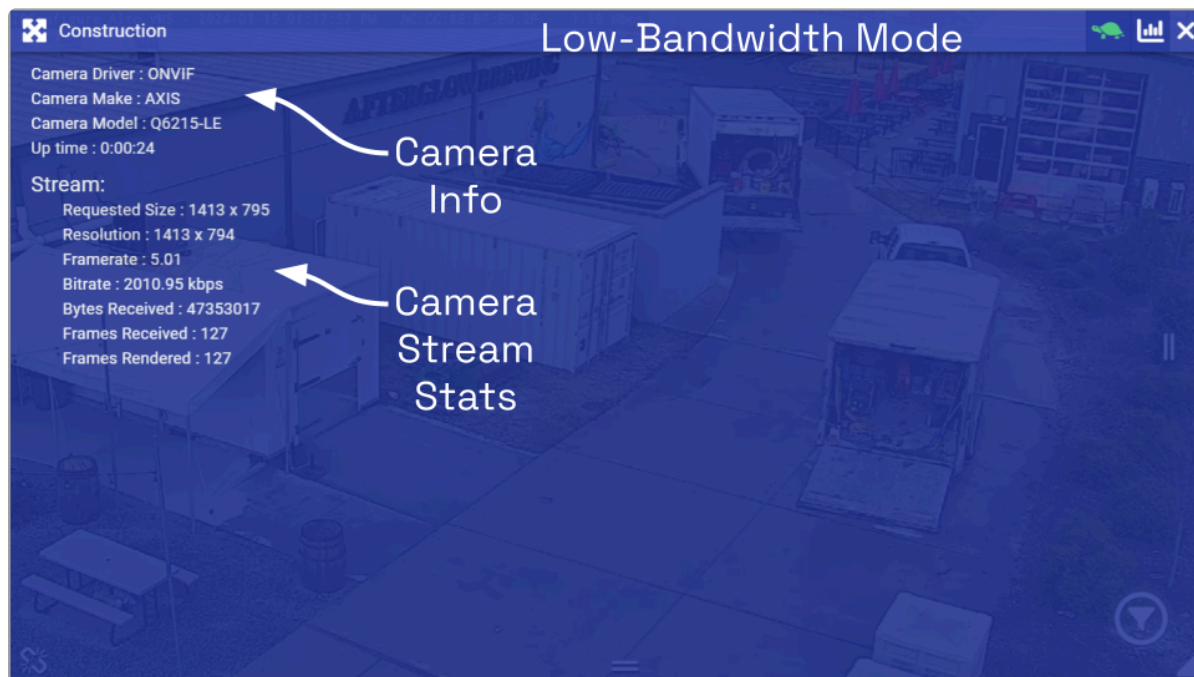 Construction
Low-Bandwidth Mode
Camera Driver : ONVIF
Camera Make : AXIS
Camera Model : Q6215-LE
Up time : 0:00:24
Camera
Info
Stream:
Requested Size : 1413 x 795
Resolution : 1413 x 794
Framerate : 5.01
Bitrate : 2010.95 kbps
Bytes Received : 47353017
Frames Received : 127
Frames Rendered : 127
Camera
Stream
Stats
AFTERGLOW BREWING